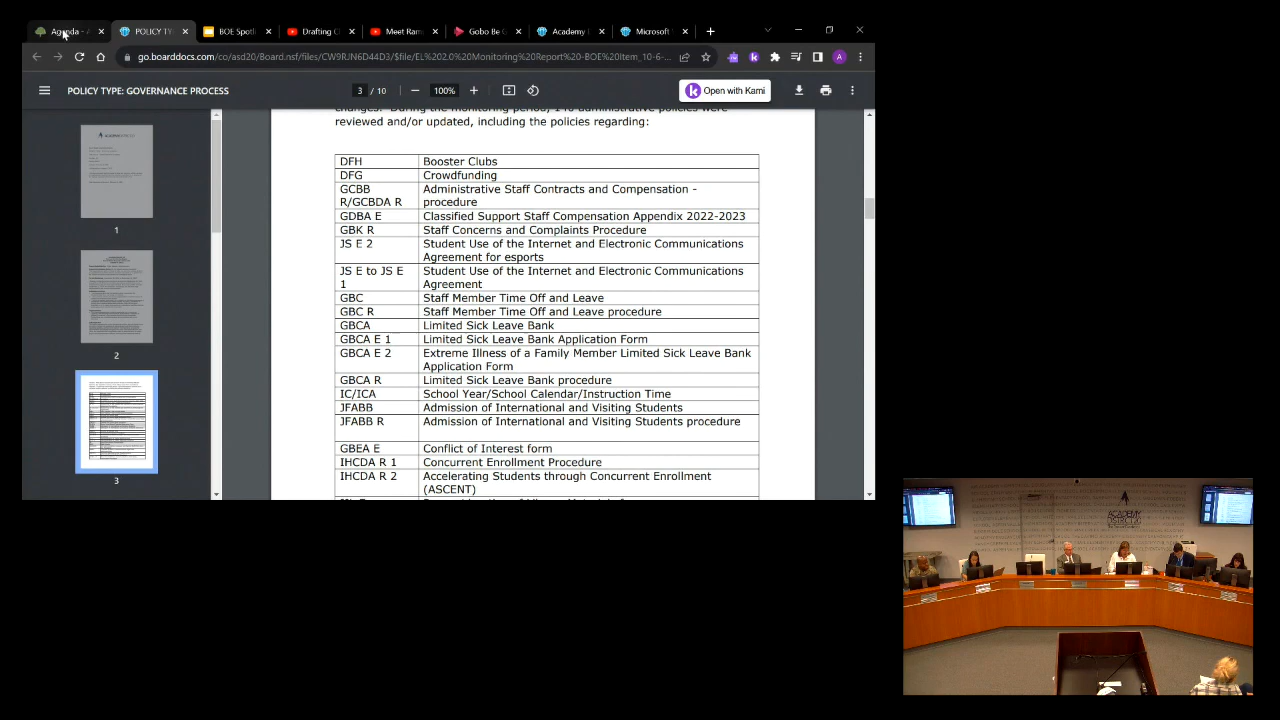 Agenda - A
POLICY TY
BOE Spotl
Drafting C
Meet Ram
Gobo Be G
Academy
Microsoft
go.boarddocs.com/co/asd20/Board.nsf/files/CW9RJN6D44D3/$file/EL%202.0%20Monitoring%20Report%20-BOE%20Item_10-6-...
A
POLICY TYPE: GOVERNANCE PROCESS
3 / 10
100%
Open with Kami
reviewed and/or updated, including the policies regarding:
DFH Booster Clubs
DFG Crowdfunding
GCBB Administrative Staff Contracts and Compensation -
R/GCBDA R procedure
GDBA E Classified Support Staff Compensation Appendix 2022-2023
GBK R Staff Concerns and Complaints Procedure
JS E 2 Student Use of the Internet and Electronic Communications
Agreement for esports
JS E to JS E Student Use of the Internet and Electronic Communications
1 Agreement
GBC Staff Member Time Off and Leave
GBC R Staff Member Time Off and Leave procedure
GBCA Limited Sick Leave Bank
GBCA E 1 Limited Sick Leave Bank Application Form
GBCA E 2 Extreme Illness of a Family Member Limited Sick Leave Bank
Application Form
GBCA R Limited Sick Leave Bank procedure
IC/ICA School Year/School Calendar/Instruction Time
JFABB Admission of International and Visiting Students
JFABB R Admission of International and Visiting Students procedure
GBEA E Conflict of Interest form
IHCDA R 1 Concurrent Enrollment Procedure
IHCDA R 2 Accelerating Students through Concurrent Enrollment
(ASCENT)
1
2
3
ACADEMY